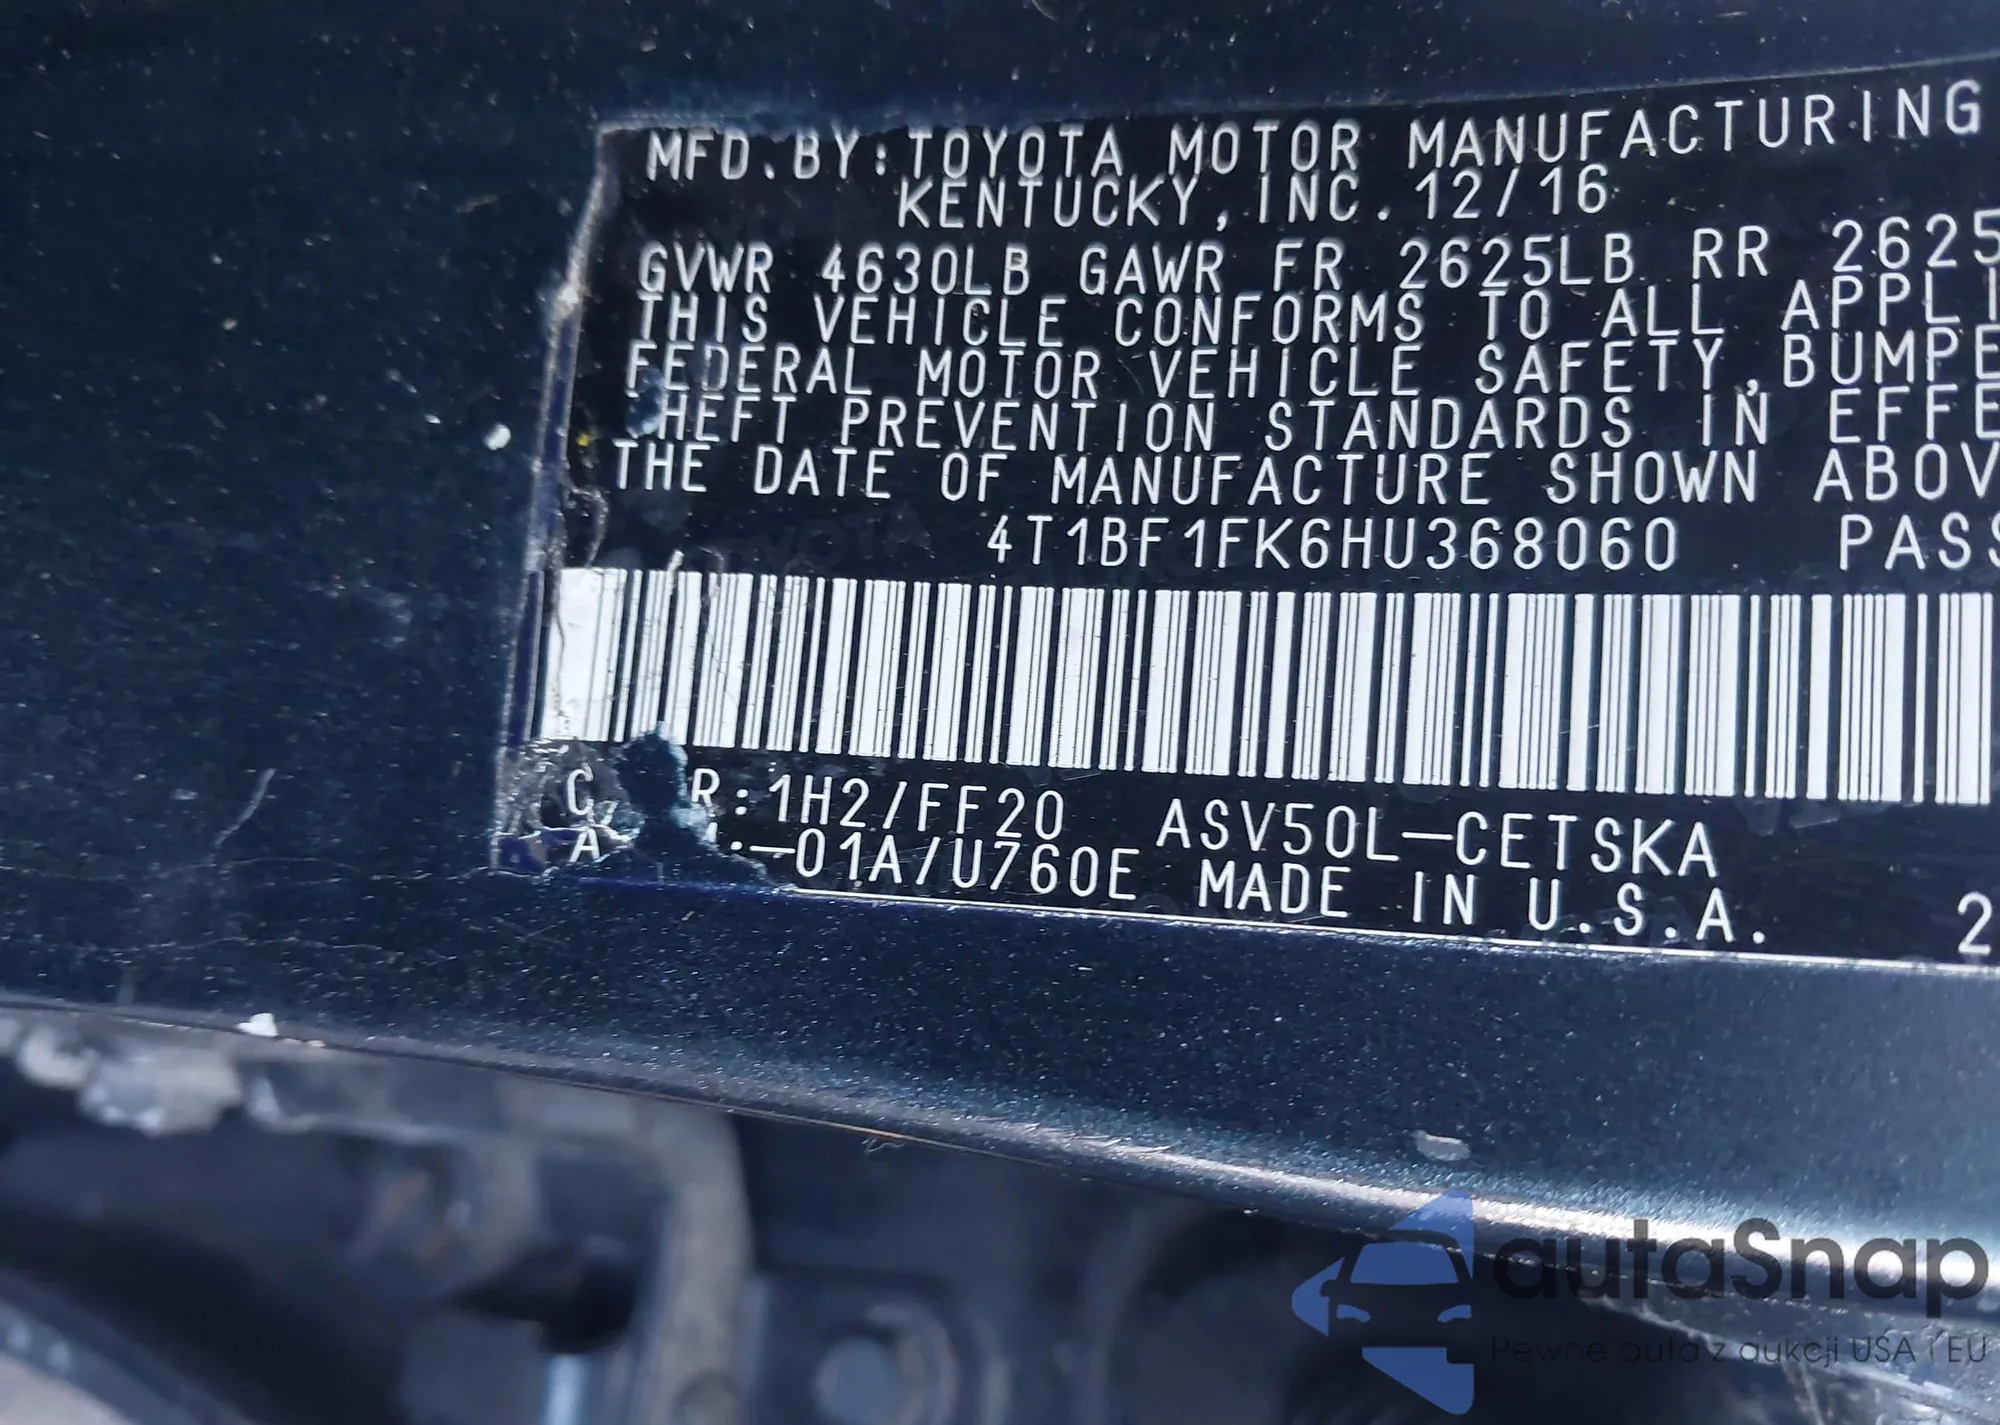 MFD.BY:TOYOTA MOTOR MANUFACTURING
KENTUCKY,INC. 12/16
GVWR 4630LB GAWR FR 2625LB RR 2625
THIS VEHICLE CONFORMS TO ALL APPLI
FEDERAL MOTOR VEHICLE SAFETY,BUMPE
THEFT PREVENTION STANDARDS IN EFFE
THE DATE OF MANUFACTURE SHOWN ABOV
4T1BF1FK6HU368060 PASS
C R:1H2/FF20 ASV50L-CETSKA
A :-01A/U760E MADE IN U.S.A. 2
autaSnap
Pewne auta z aukcji USA i EU